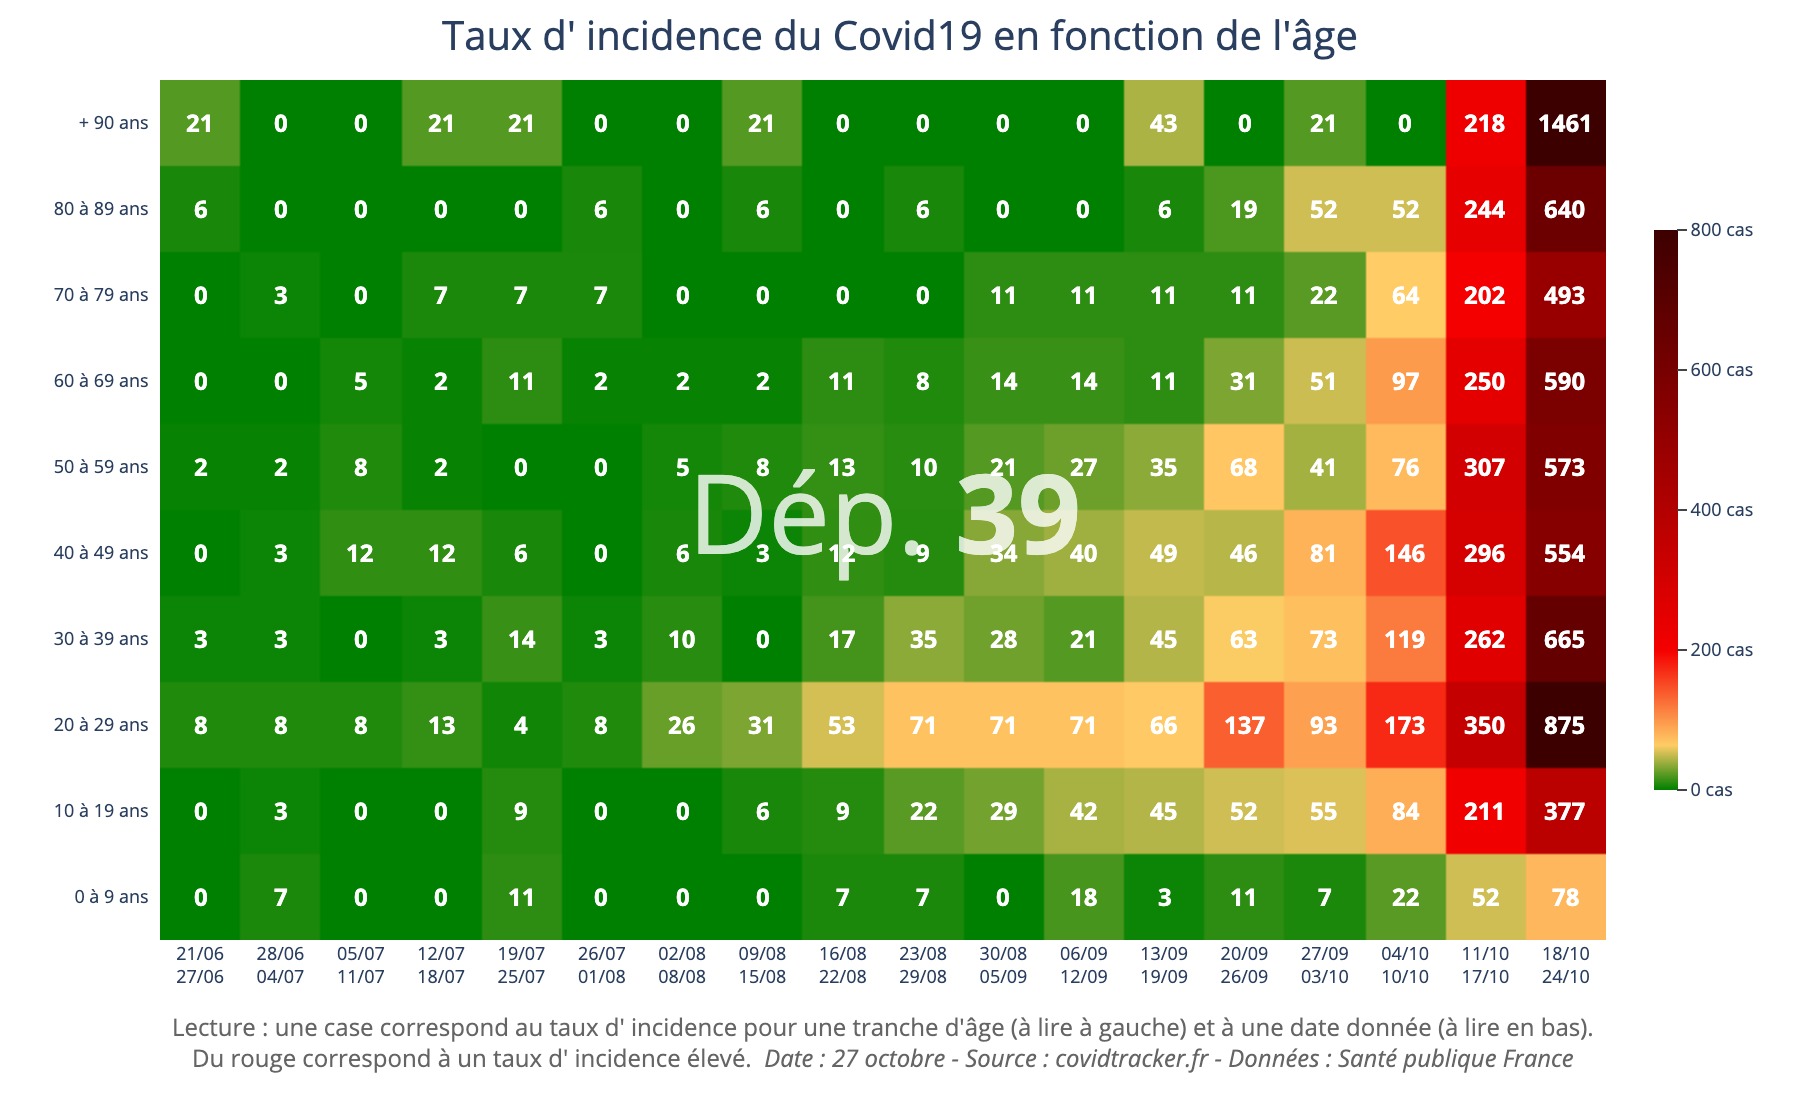 Taux d' incidence du Covid19 en fonction de l'âge
+ 90 ans 21 0 0 21 21 0 0 21 0 0 0 0 43 0 21 0 218 1461
80 à 89 ans 6 0 0 0 0 6 0 6 0 6 0 0 6 19 52 52 244 640
70 à 79 ans 0 3 0 7 7 7 0 0 0 0 11 11 11 11 22 64 202 493
60 à 69 ans 0 0 5 2 11 2 2 2 11 8 14 14 11 31 51 97 250 590
50 à 59 ans 2 2 8 2 0 0 5 8 13 10 21 27 35 68 41 76 307 573
Dép. 39
40 à 49 ans 0 3 12 12 6 0 6 3 12 9 34 40 49 46 81 146 296 554
30 à 39 ans 3 3 0 3 14 3 10 0 17 35 28 21 45 63 73 119 262 665
20 à 29 ans 8 8 8 13 4 8 26 31 53 71 71 71 66 137 93 173 350 875
10 à 19 ans 0 3 0 0 9 0 0 6 9 22 29 42 45 52 55 84 211 377
0 à 9 ans 0 7 0 0 11 0 0 0 7 7 0 18 3 11 7 22 52 78
21/06 28/06 05/07 12/07 19/07 26/07 02/08 09/08 16/08 23/08 30/08 06/09 13/09 20/09 27/09 04/10 11/10 18/10
27/06 04/07 11/07 18/07 25/07 01/08 08/08 15/08 22/08 29/08 05/09 12/09 19/09 26/09 03/10 10/10 17/10 24/10
800 cas
600 cas
400 cas
200 cas
0 cas
Lecture : une case correspond au taux d' incidence pour une tranche d'âge (à lire à gauche) et à une date donnée (à lire en bas).
Du rouge correspond à un taux d' incidence élevé. Date : 27 octobre - Source : covidtracker.fr - Données : Santé publique France